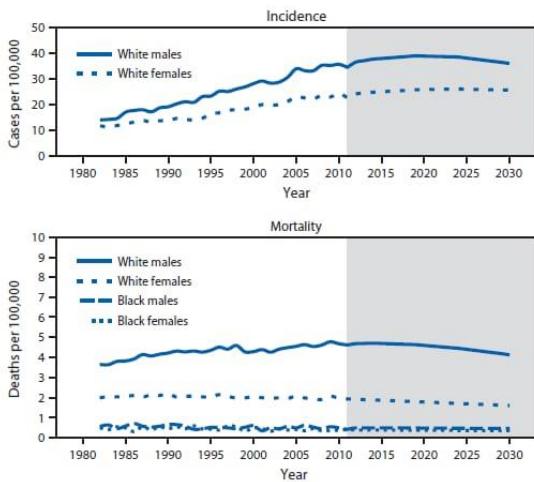 Incidence
50
40
30
20
10
0
Cases per 100,000
White males
White females
1980 1985 1990 1995 2000 2005 2010 2015 2020 2025 2030
Year
Mortality
10
9
8
7
6
5
4
3
2
1
0
Deaths per 100,000
White males
White females
Black males
Black females
1980 1985 1990 1995 2000 2005 2010 2015 2020 2025 2030
Year